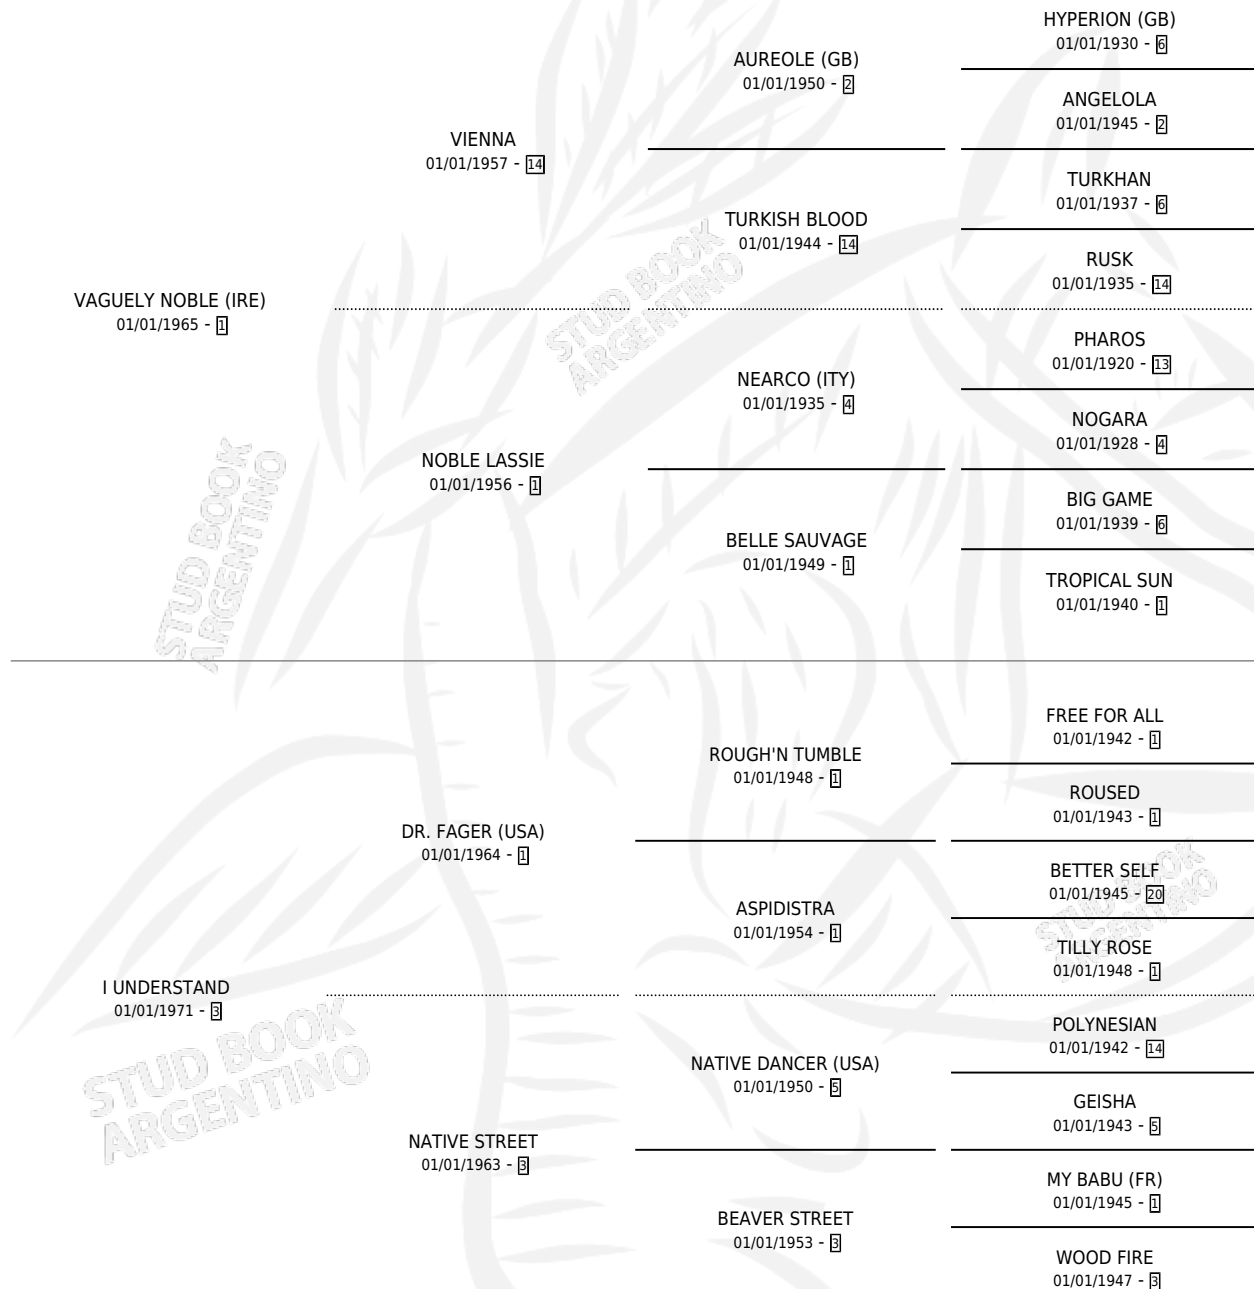 HYPERION (GB)
01/01/1930 - 6
AUREOLE (GB)
01/01/1950 - 2
ANGELOLA
01/01/1945 - 2
VIENNA
01/01/1957 - 14
TURKHAN
01/01/1937 - 6
TURKISH BLOOD
01/01/1944 - 14
RUSK
01/01/1935 - 14
VAGUELY NOBLE (IRE)
01/01/1965 - 1
STUD BOOK
ARGENTINO
PHAROS
01/01/1920 - 13
NEARCO (ITY)
01/01/1935 - 4
NOGARA
01/01/1928 - 4
NOBLE LASSIE
01/01/1956 - 1
BIG GAME
01/01/1939 - 6
BELLE SAUVAGE
01/01/1949 - 1
TROPICAL SUN
01/01/1940 - 1
STUD BOOK
ARGENTINO
FREE FOR ALL
01/01/1942 - 1
ROUGH'N TUMBLE
01/01/1948 - 1
ROUSED
01/01/1943 - 1
DR. FAGER (USA)
01/01/1964 - 1
BETTER SELF
01/01/1945 - 20
ASPIDISTRA
01/01/1954 - 1
TILLY ROSE
01/01/1948 - 1
STUD BOOK
ARGENTINO
I UNDERSTAND
01/01/1971 - 3
POLYNESIAN
01/01/1942 - 14
NATIVE DANCER (USA)
01/01/1950 - 5
GEISHA
01/01/1943 - 5
STUD BOOK
ARGENTINO
NATIVE STREET
01/01/1963 - 3
MY BABU (FR)
01/01/1945 - 1
BEAVER STREET
01/01/1953 - 3
WOOD FIRE
01/01/1947 - 3